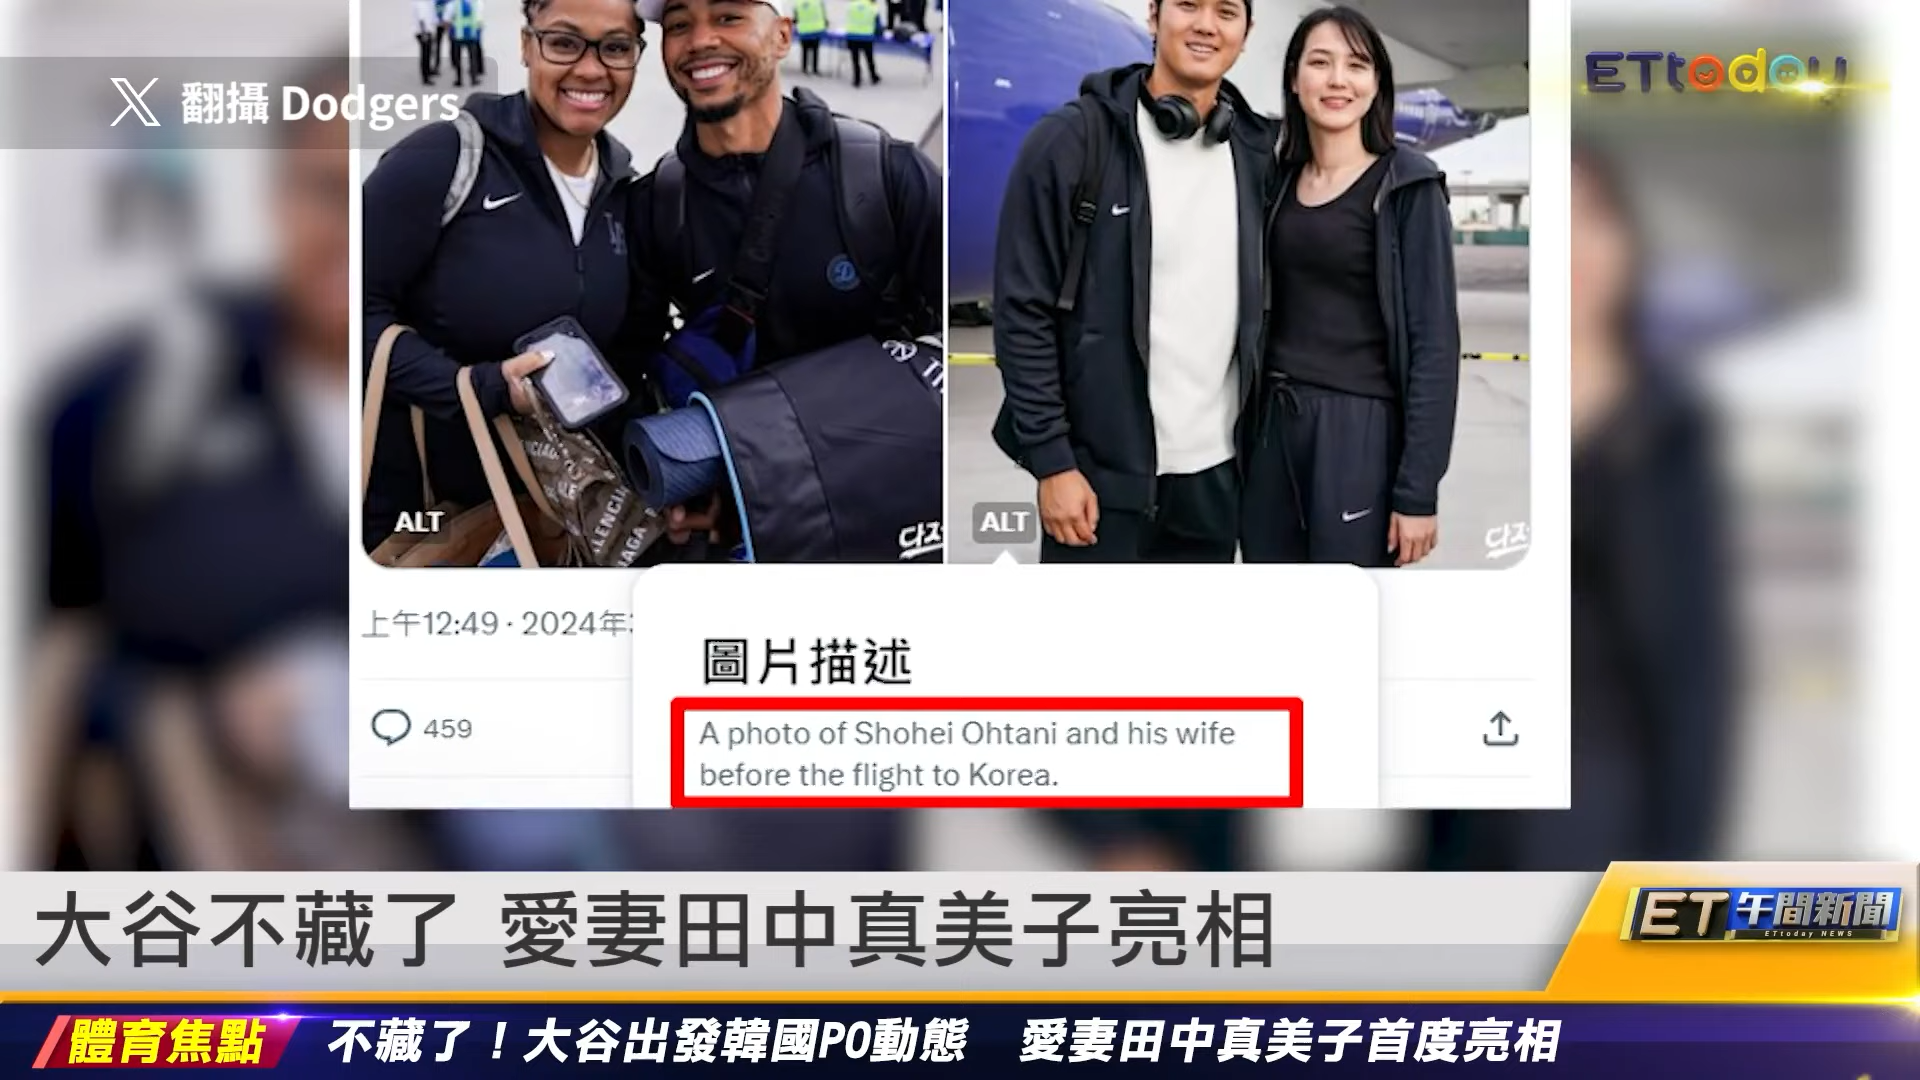 翻攝 Dodgers
ETtoday
ALT
ALT
上午12:49 · 2024年
圖片描述
459
A photo of Shohei Ohtani and his wife
before the flight to Korea.
大谷不藏了 愛妻田中真美子亮相
ET 午間新聞
ETtoday NEWS
體育焦點
不藏了！大谷出發韓國PO動態 愛妻田中真美子首度亮相